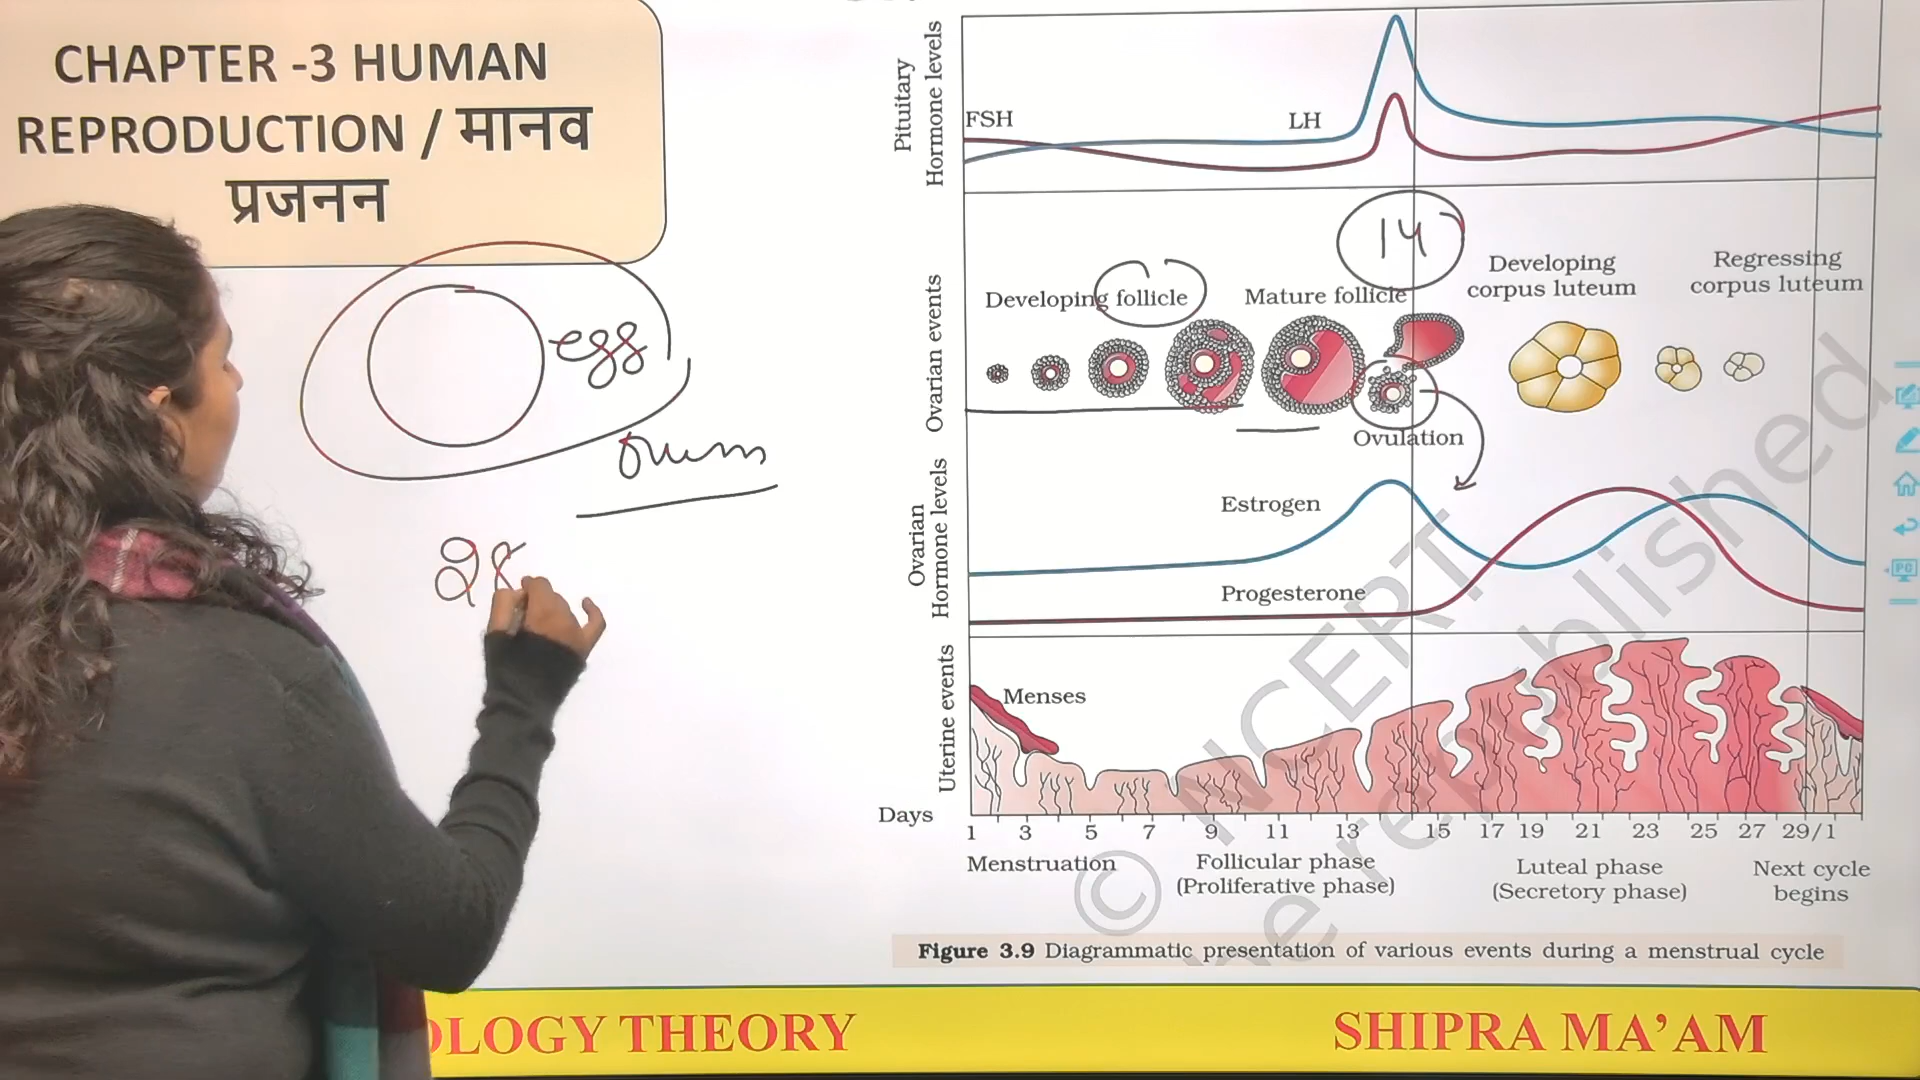 CHAPTER -3 HUMAN
REPRODUCTION / मानव
प्रजनन
egg
ovum
Pituitary
Hormone levels
FSH
LH
14
Ovarian events
Developing follicle
Mature follicle
Developing
corpus luteum
Regressing
corpus luteum
Ovulation
Ovarian
Hormone levels
Estrogen
Progesterone
Uterine events
Menses
Days
1 3 5 7 9 11 13 15 17 19 21 23 25 27 29/1
Menstruation
Follicular phase
(Proliferative phase)
Luteal phase
(Secretory phase)
Next cycle
begins
© NCERT
republished
Figure 3.9 Diagrammatic presentation of various events during a menstrual cycle
OLOGY THEORY
SHIPRA MA'AM